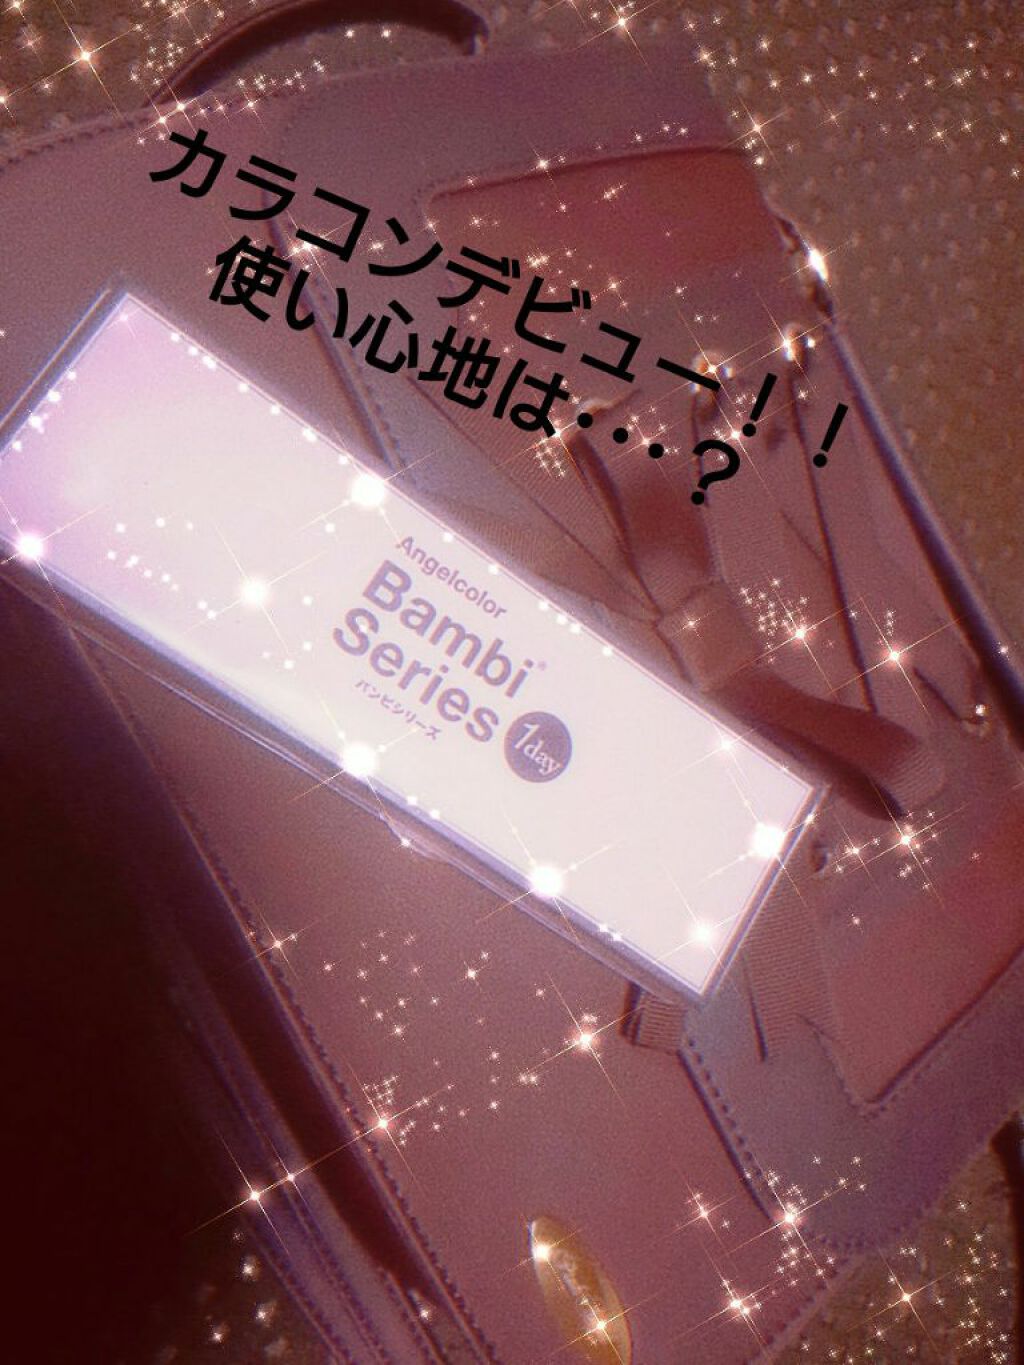 カラコンデビュー！！
使い心地は･･･？
Angelcolor
Bambi®
Series
バンビシリーズ
1day